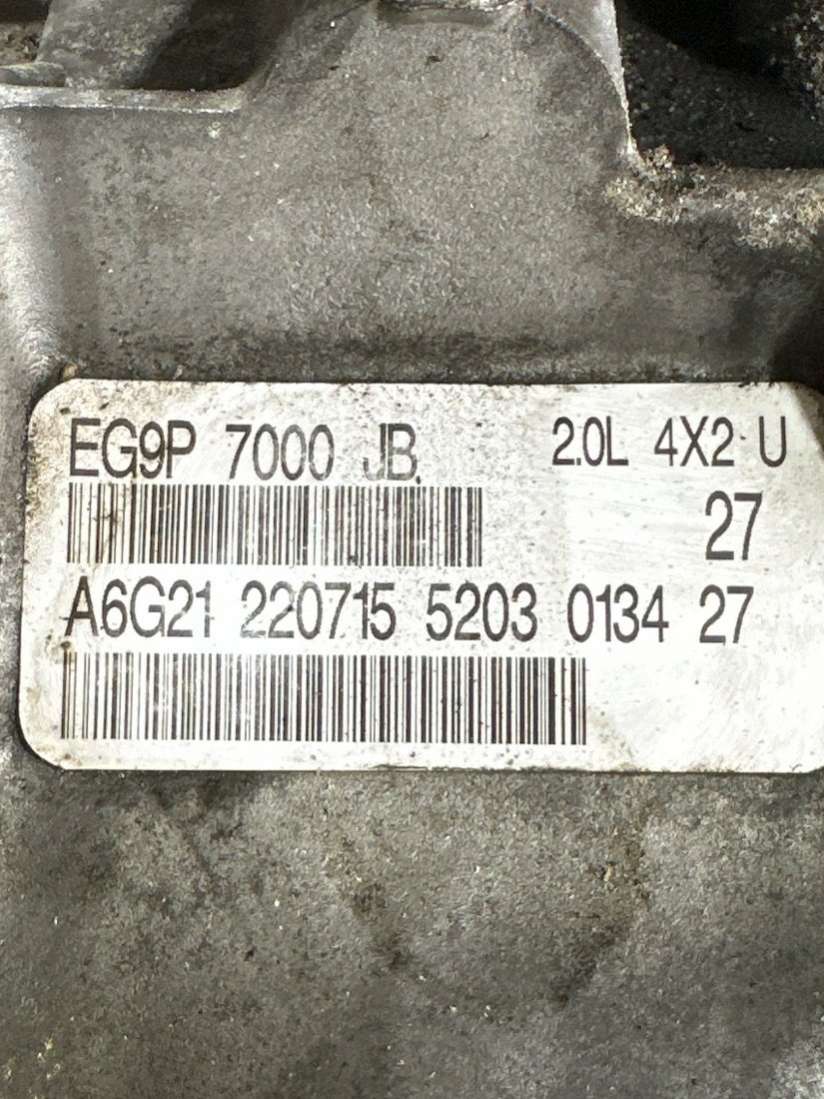 EG9P 7000 JB 2.0L 4X2 U
27
A6G21 220715 5203 0134 27